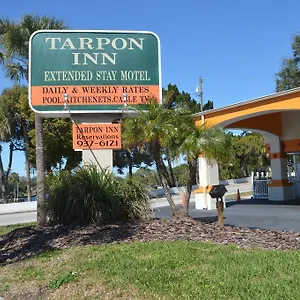 TARPON
INN
EXTENDED STAY MOTEL
DAILY & WEEKLY RATES
POOL.KITCHENETS.CABLE TV
TARPON INN
Reservations
937-6121